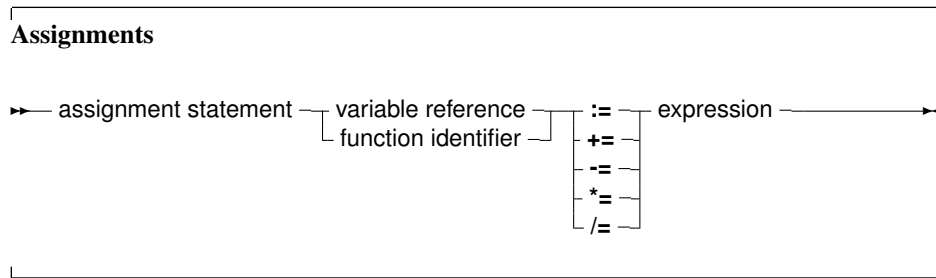 Assignments
assignment statement variable reference := expression
function identifier +=
-=
*=
/=